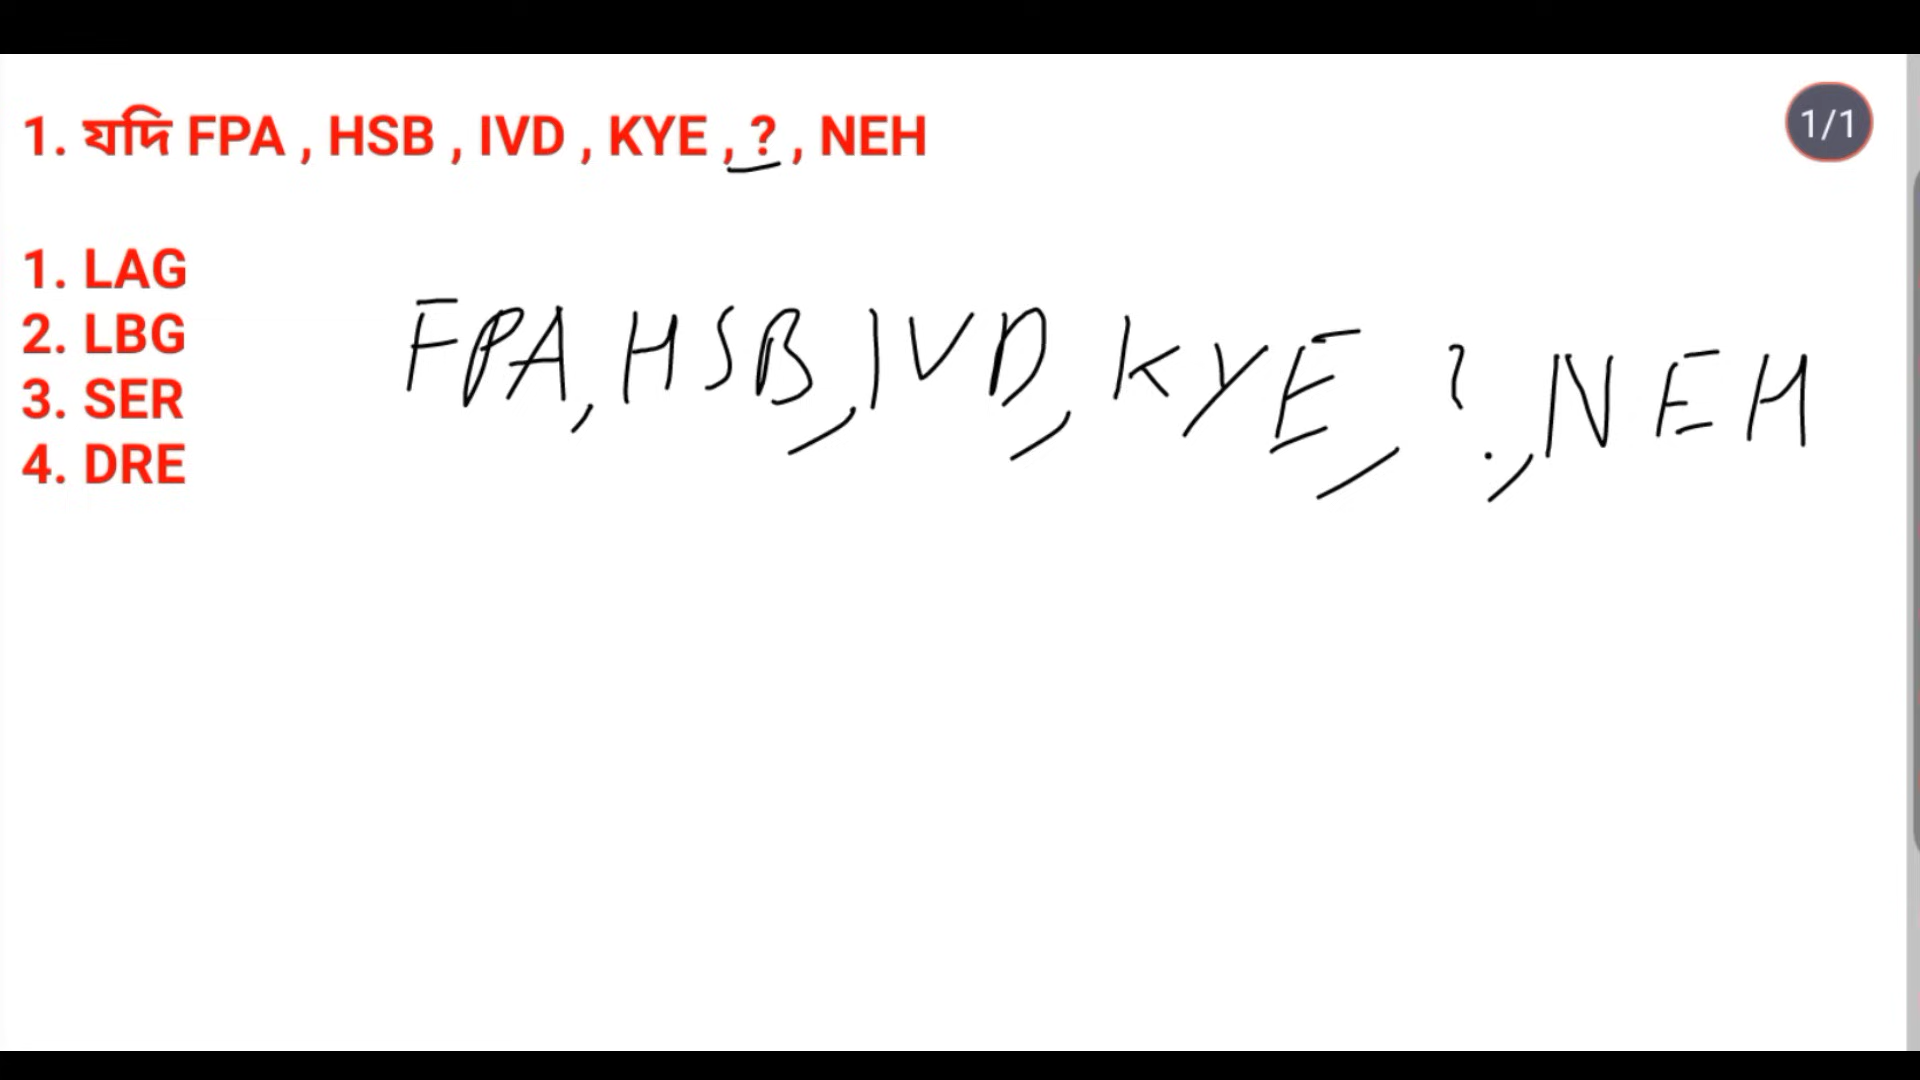 1. যদি FPA , HSB , IVD , KYE , ? , NEH
1/1
1. LAG
2. LBG
3. SER
4. DRE
FPA, HSB, IVD, KYE, ?, NEH